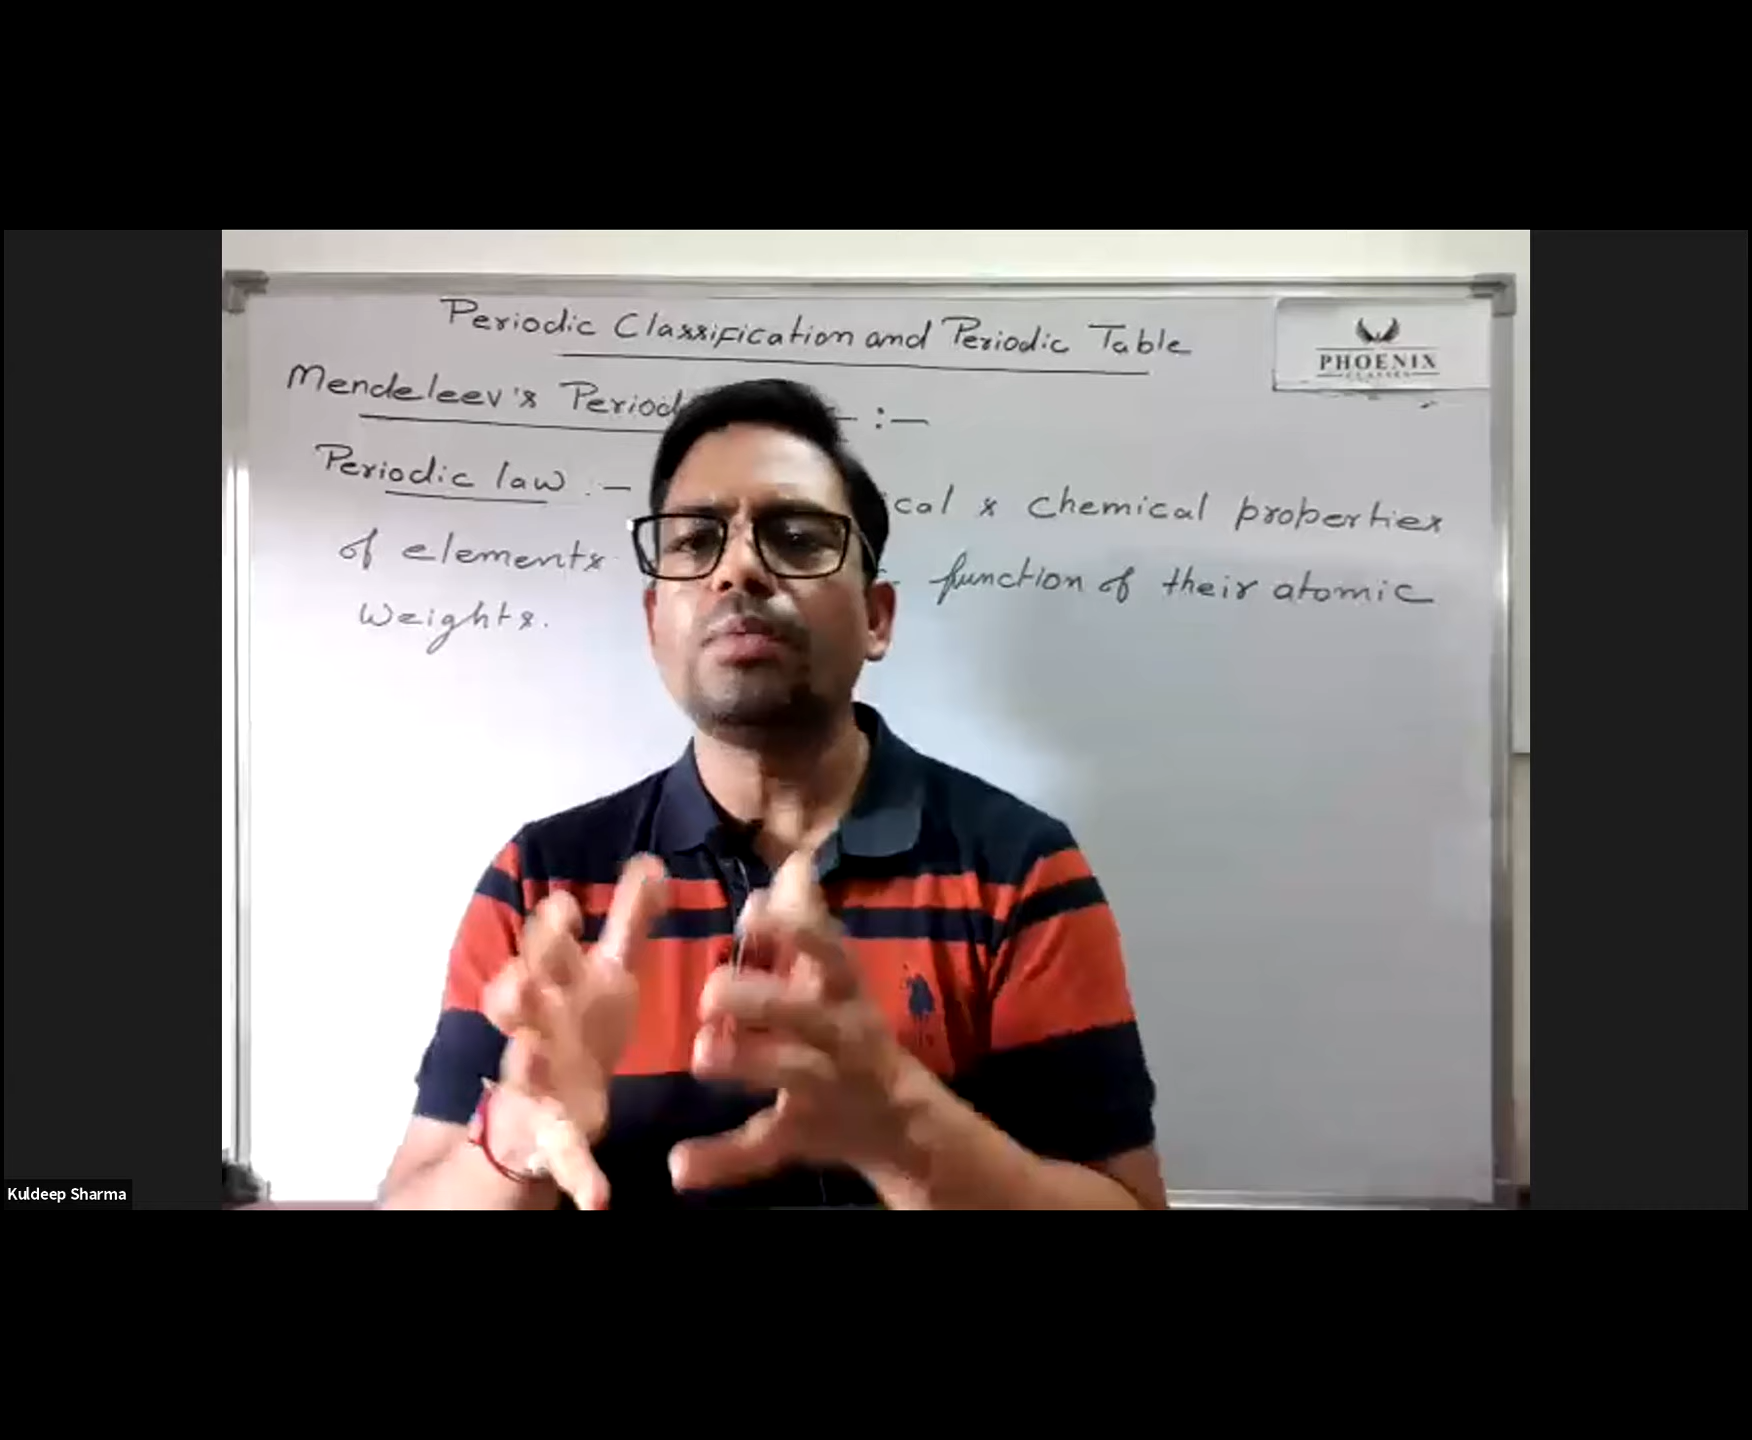 Periodic Classification and Periodic Table
PHOENIX
CLASSES
Mendeleev's Period :-
Periodic law :- cal & chemical properties
of elements function of their atomic
weights.
Kuldeep Sharma